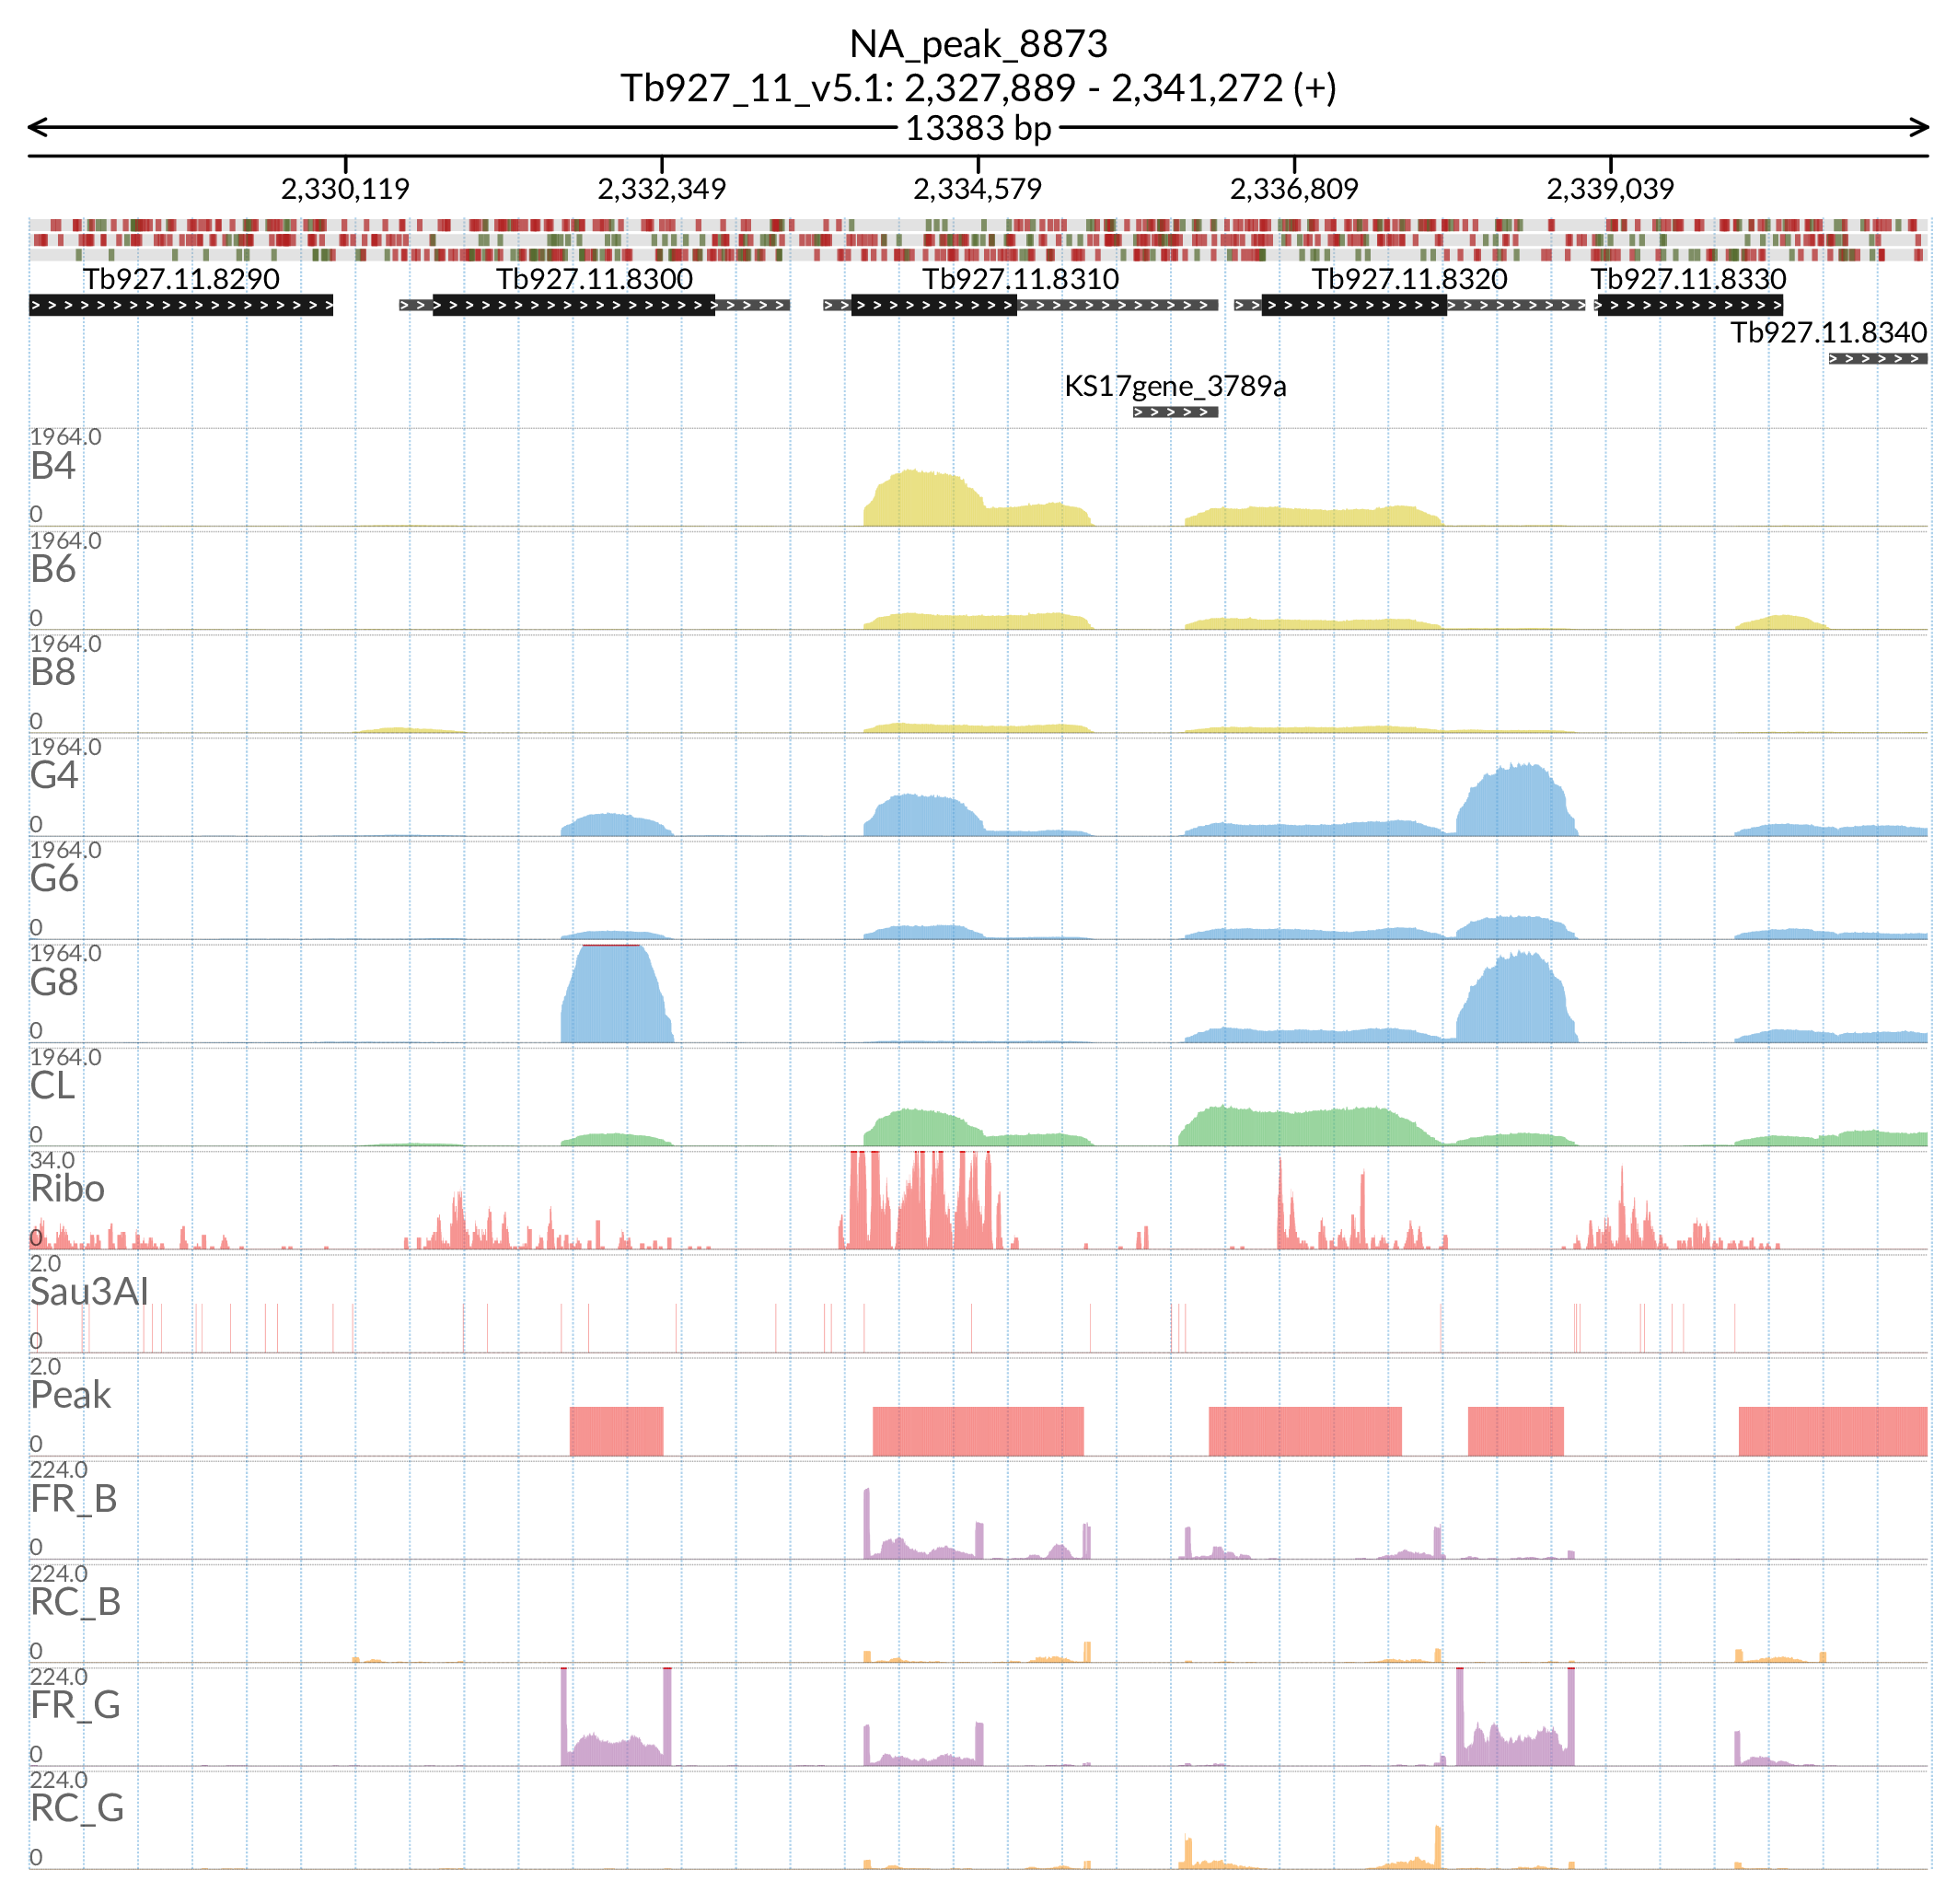 NA_peak_8873
Tb927_11_v5.1: 2,327,889 - 2,341,272 (+)
13383 bp
2,330,119 2,332,349 2,334,579 2,336,809 2,339,039
Tb927.11.8290 Tb927.11.8300 Tb927.11.8310 Tb927.11.8320 Tb927.11.8330
Tb927.11.8340
KS17gene_3789a
1964.0
B4
0
1964.0
B6
0
1964.0
B8
0
1964.0
G4
0
1964.0
G6
0
1964.0
G8
0
1964.0
CL
0
34.0
Ribo
0
2.0
Sau3AI
0
2.0
Peak
0
224.0
FR_B
0
224.0
RC_B
0
224.0
FR_G
0
224.0
RC_G
0